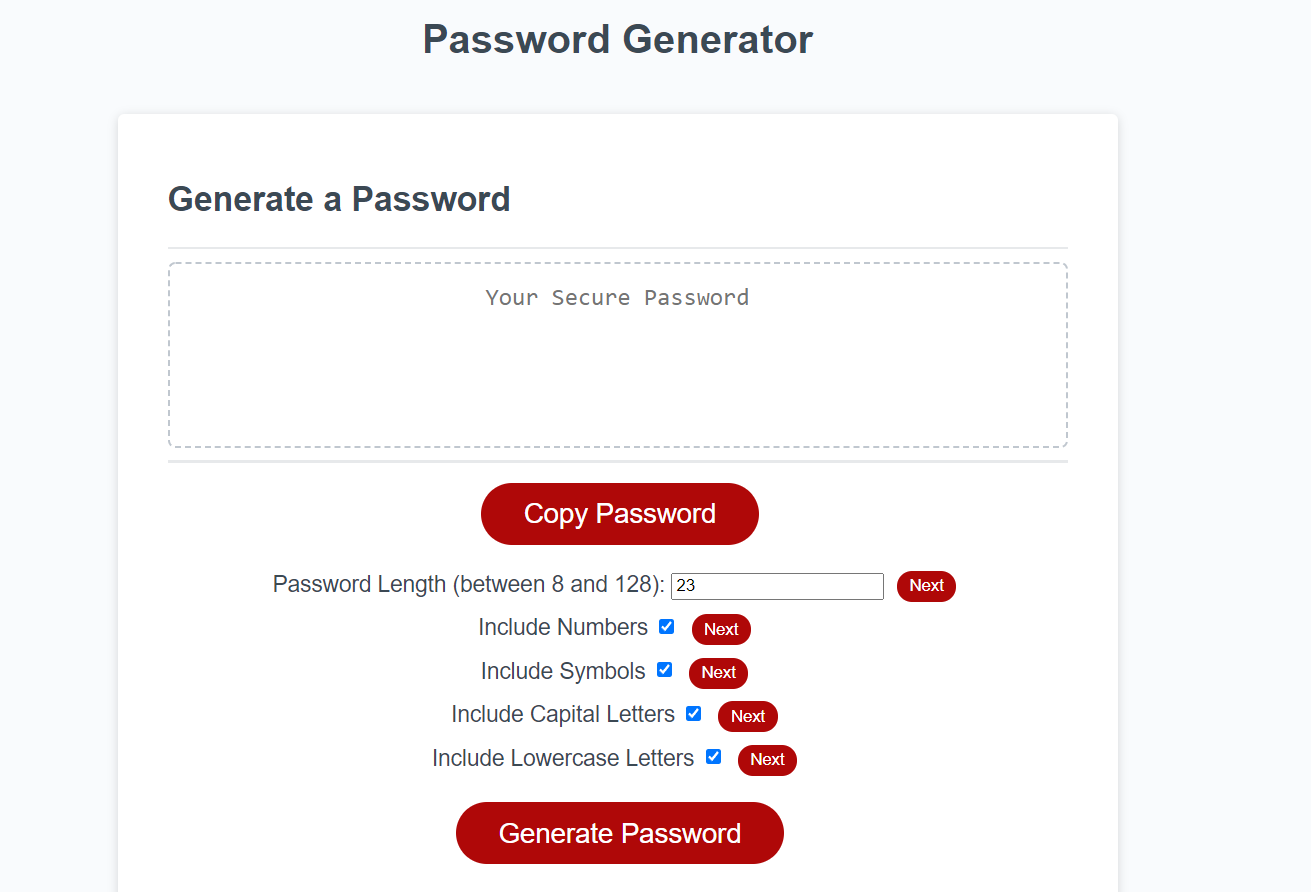 Password Generator
Generate a Password
Your Secure Password
Copy Password
Password Length (between 8 and 128): 23 Next
Include Numbers Next
Include Symbols Next
Include Capital Letters Next
Include Lowercase Letters Next
Generate Password